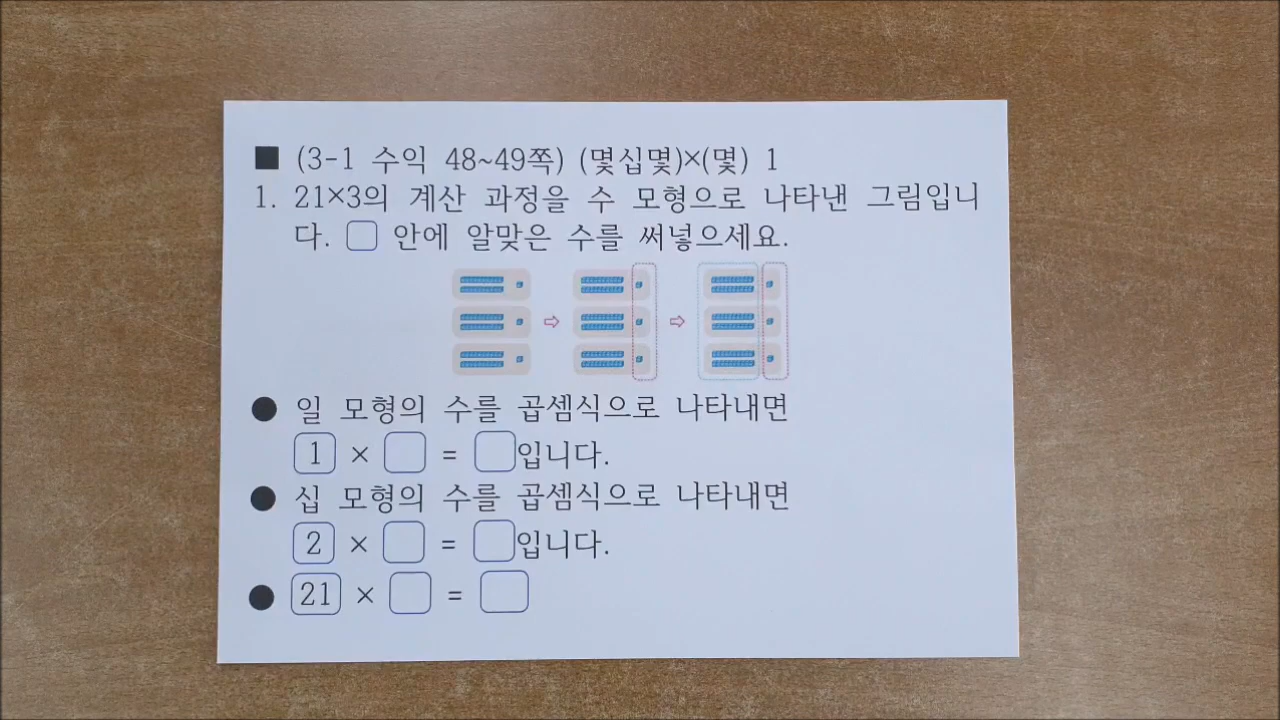 ■ (3-1 수익 48~49쪽) (몇십몇)×(몇) 1
1. 21×3의 계산 과정을 수 모형으로 나타낸 그림입니
다. □ 안에 알맞은 수를 써넣으세요.
● 일 모형의 수를 곱셈식으로 나타내면
1 × □ = □입니다.
● 십 모형의 수를 곱셈식으로 나타내면
2 × □ = □입니다.
● 21 × □ = □